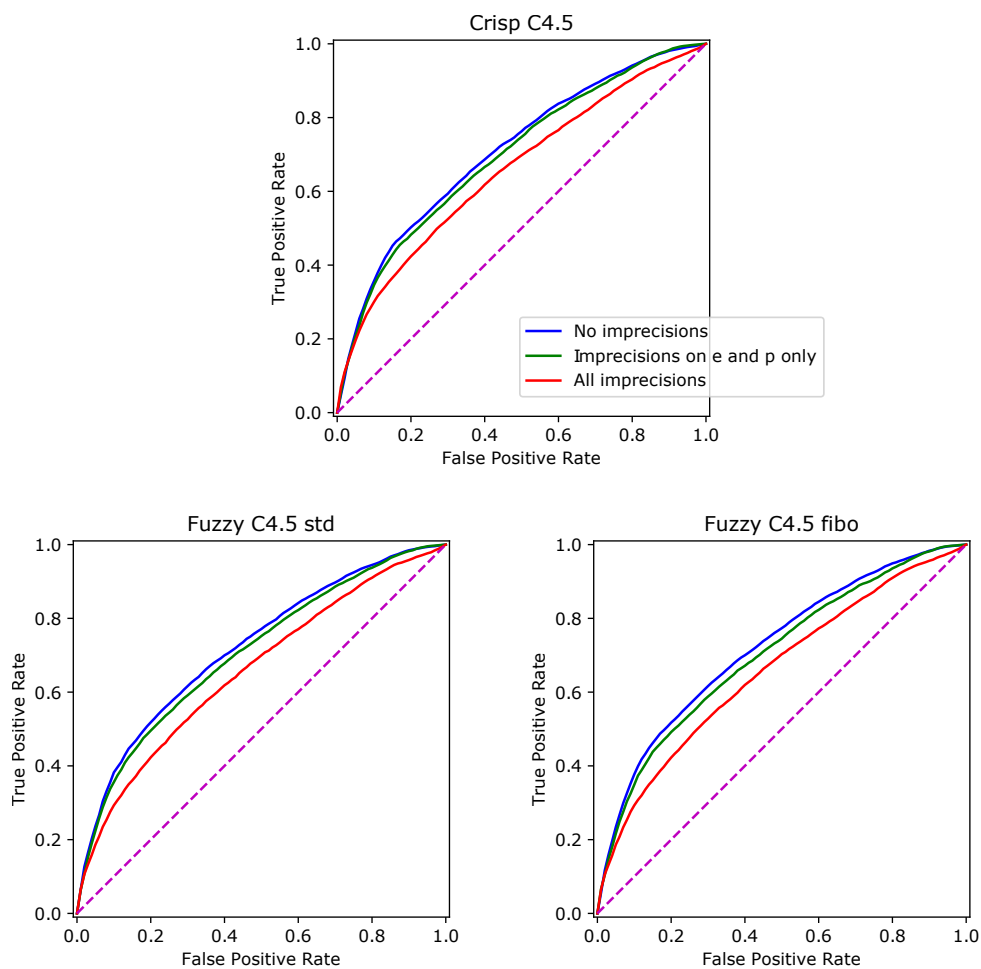 Crisp C4.5
1.0
0.8
0.6
0.4
0.2
0.0
True Positive Rate
No imprecisions
Imprecisions on e and p only
All imprecisions
0.0 0.2 0.4 0.6 0.8 1.0
False Positive Rate
Fuzzy C4.5 std
1.0
0.8
0.6
0.4
0.2
0.0
True Positive Rate
0.0 0.2 0.4 0.6 0.8 1.0
False Positive Rate
Fuzzy C4.5 fibo
1.0
0.8
0.6
0.4
0.2
0.0
True Positive Rate
0.0 0.2 0.4 0.6 0.8 1.0
False Positive Rate